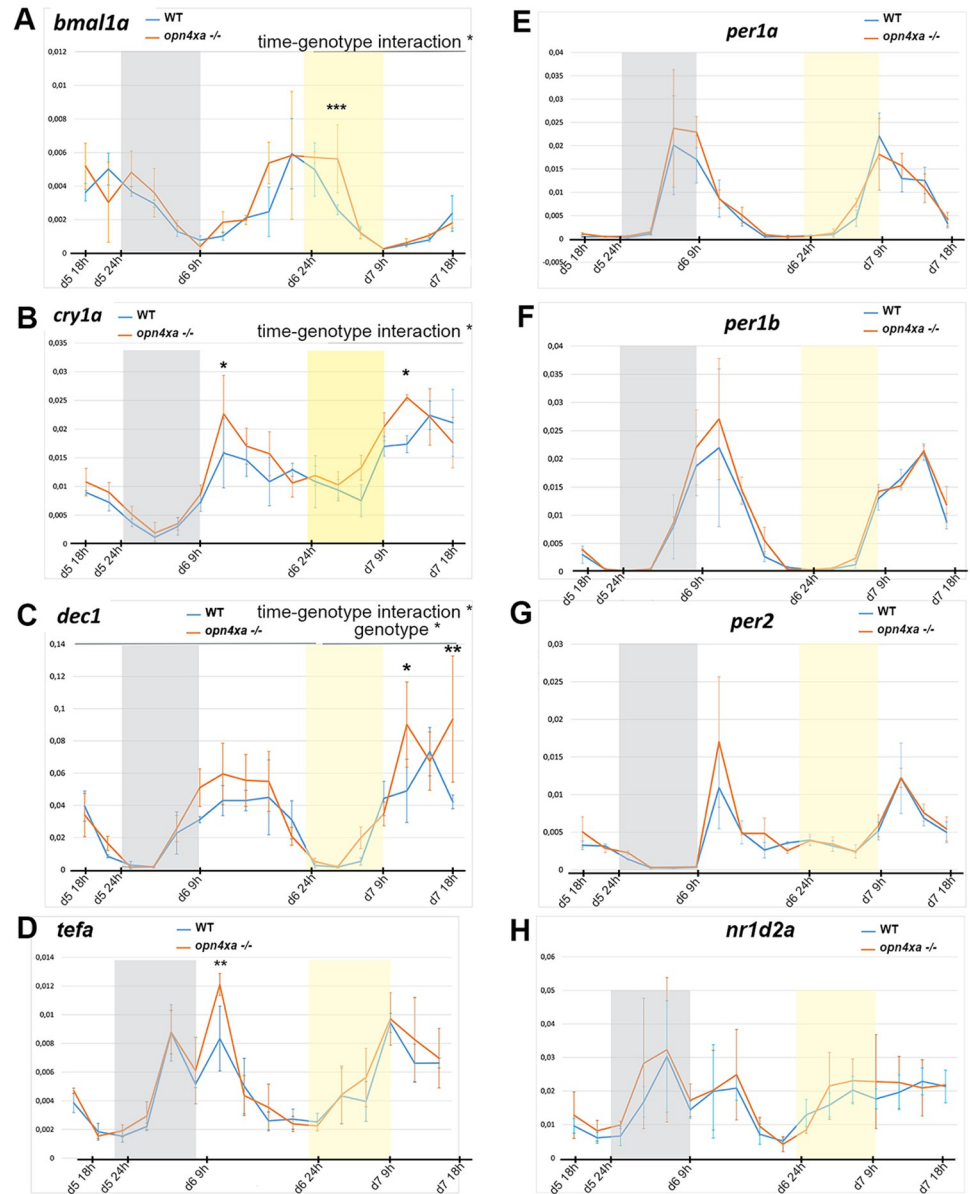 A bmal1a
WT
opn4xa -/-
time-genotype interaction *
0,012
0,01
0,008
0,006
0,004
0,002
0
***
d5 18h
d5 24h
d6 9h
d6 24h
d7 9h
d7 18h
B cry1a
WT
opn4xa -/-
time-genotype interaction *
0,035
0,03
0,025
0,02
0,015
0,01
0,005
0
*
*
d5 18h
d5 24h
d6 9h
d6 24h
d7 9h
d7 18h
C dec1
WT
opn4xa -/-
time-genotype interaction *
genotype *
0,14
0,12
0,1
0,08
0,06
0,04
0,02
0
*
**
d5 18h
d5 24h
d6 9h
d6 24h
d7 9h
d7 18h
D tefa
WT
opn4xa -/-
0,014
0,012
0,01
0,008
0,006
0,004
0,002
0
**
d5 18h
d5 24h
d6 9h
d6 24h
d7 9h
d7 18h
E per1a
WT
opn4xa -/-
0,04
0,035
0,03
0,025
0,02
0,015
0,01
0,005
0
-0,005
d5 18h
d5 24h
d6 9h
d6 24h
d7 9h
d7 18h
F per1b
WT
opn4xa -/-
0,04
0,035
0,03
0,025
0,02
0,015
0,01
0,005
0
d5 18h
d5 24h
d6 9h
d6 24h
d7 9h
d7 18h
G per2
WT
opn4xa -/-
0,03
0,025
0,02
0,015
0,01
0,005
0
d5 18h
d5 24h
d6 9h
d6 24h
d7 9h
d7 18h
H nr1d2a
WT
opn4xa -/-
0,06
0,05
0,04
0,03
0,02
0,01
0
d5 18h
d5 24h
d6 9h
d6 24h
d7 9h
d7 18h